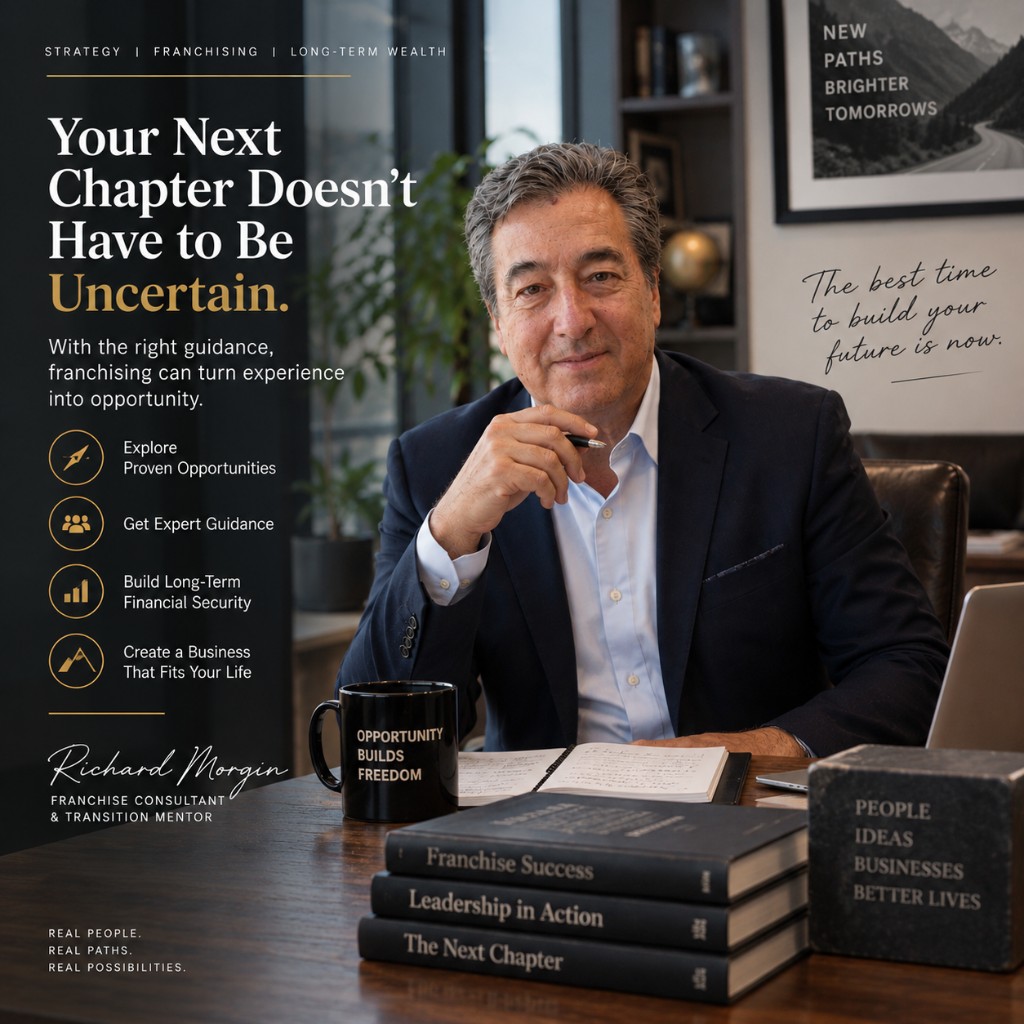 STRATEGY | FRANCHISING | LONG-TERM WEALTH
Your Next
Chapter Doesn't
Have to Be
Uncertain.
With the right guidance,
franchising can turn experience
into opportunity.
Explore
Proven Opportunities
Get Expert Guidance
Build Long-Term
Financial Security
Create a Business
That Fits Your Life
Richard Morgin
FRANCHISE CONSULTANT
& TRANSITION MENTOR
REAL PEOPLE.
REAL PATHS.
REAL POSSIBILITIES.
NEW
PATHS
BRIGHTER
TOMORROWS
The best time
to build your
future is now.
OPPORTUNITY
BUILDS
FREEDOM
Franchise Success
Leadership in Action
The Next Chapter
PEOPLE
IDEAS
BUSINESSES
BETTER LIVES